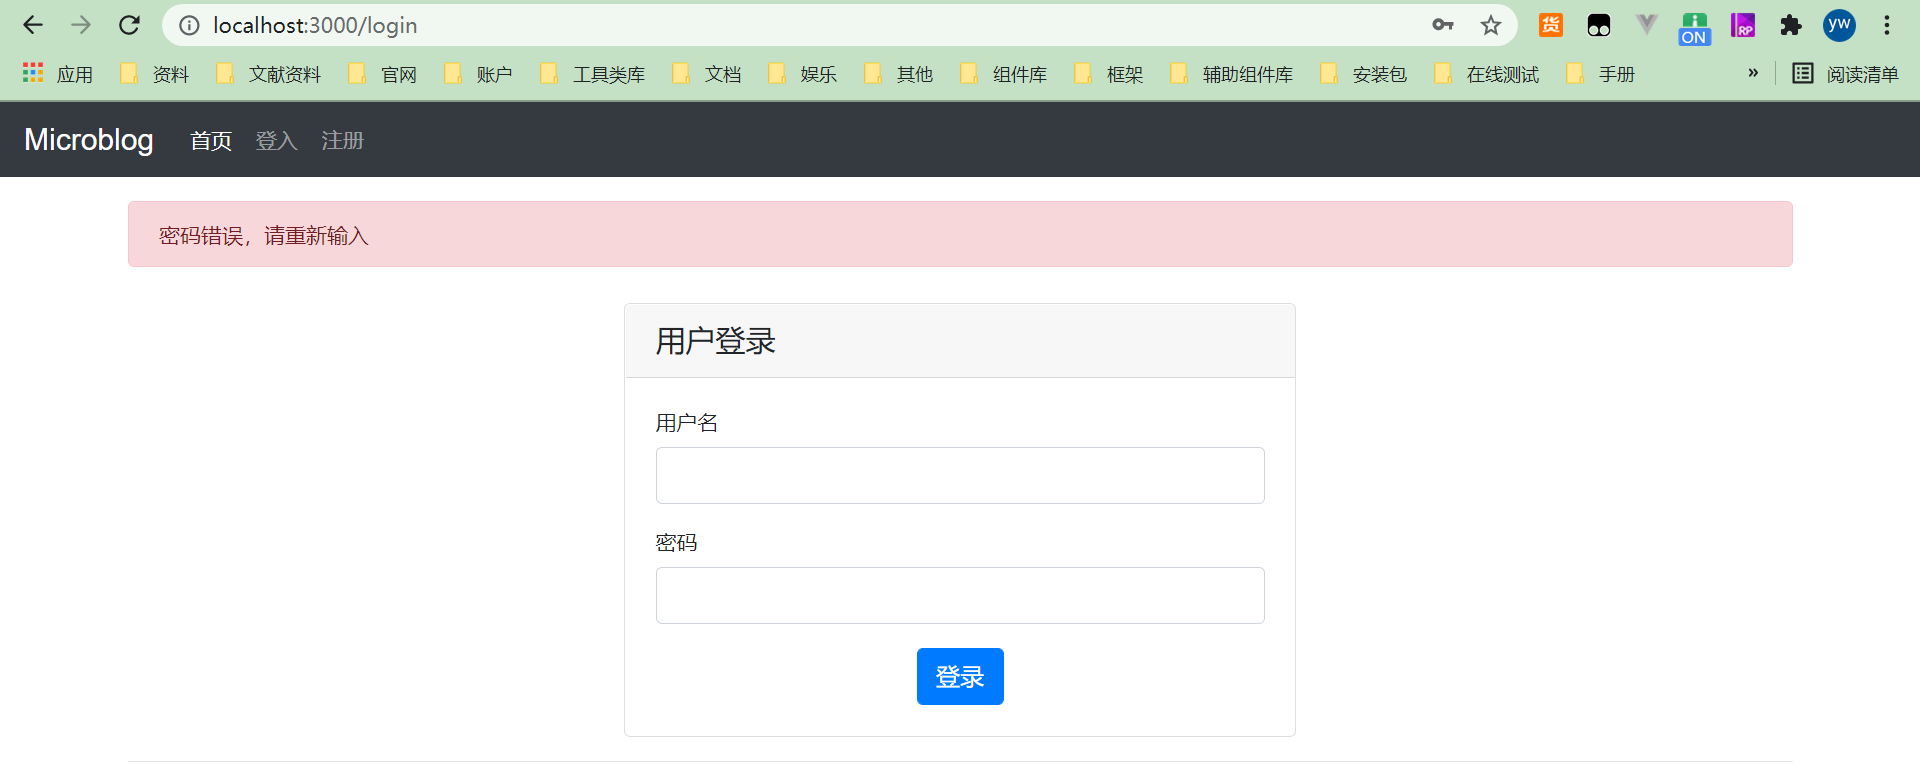 localhost:3000/login
货
ON
RP
yw
应用 资料 文献资料 官网 账户 工具类库 文档 娱乐 其他 组件库 框架 辅助组件库 安装包 在线测试 手册 » 阅读清单
Microblog 首页 登入 注册
密码错误，请重新输入
用户登录
用户名
密码
登录